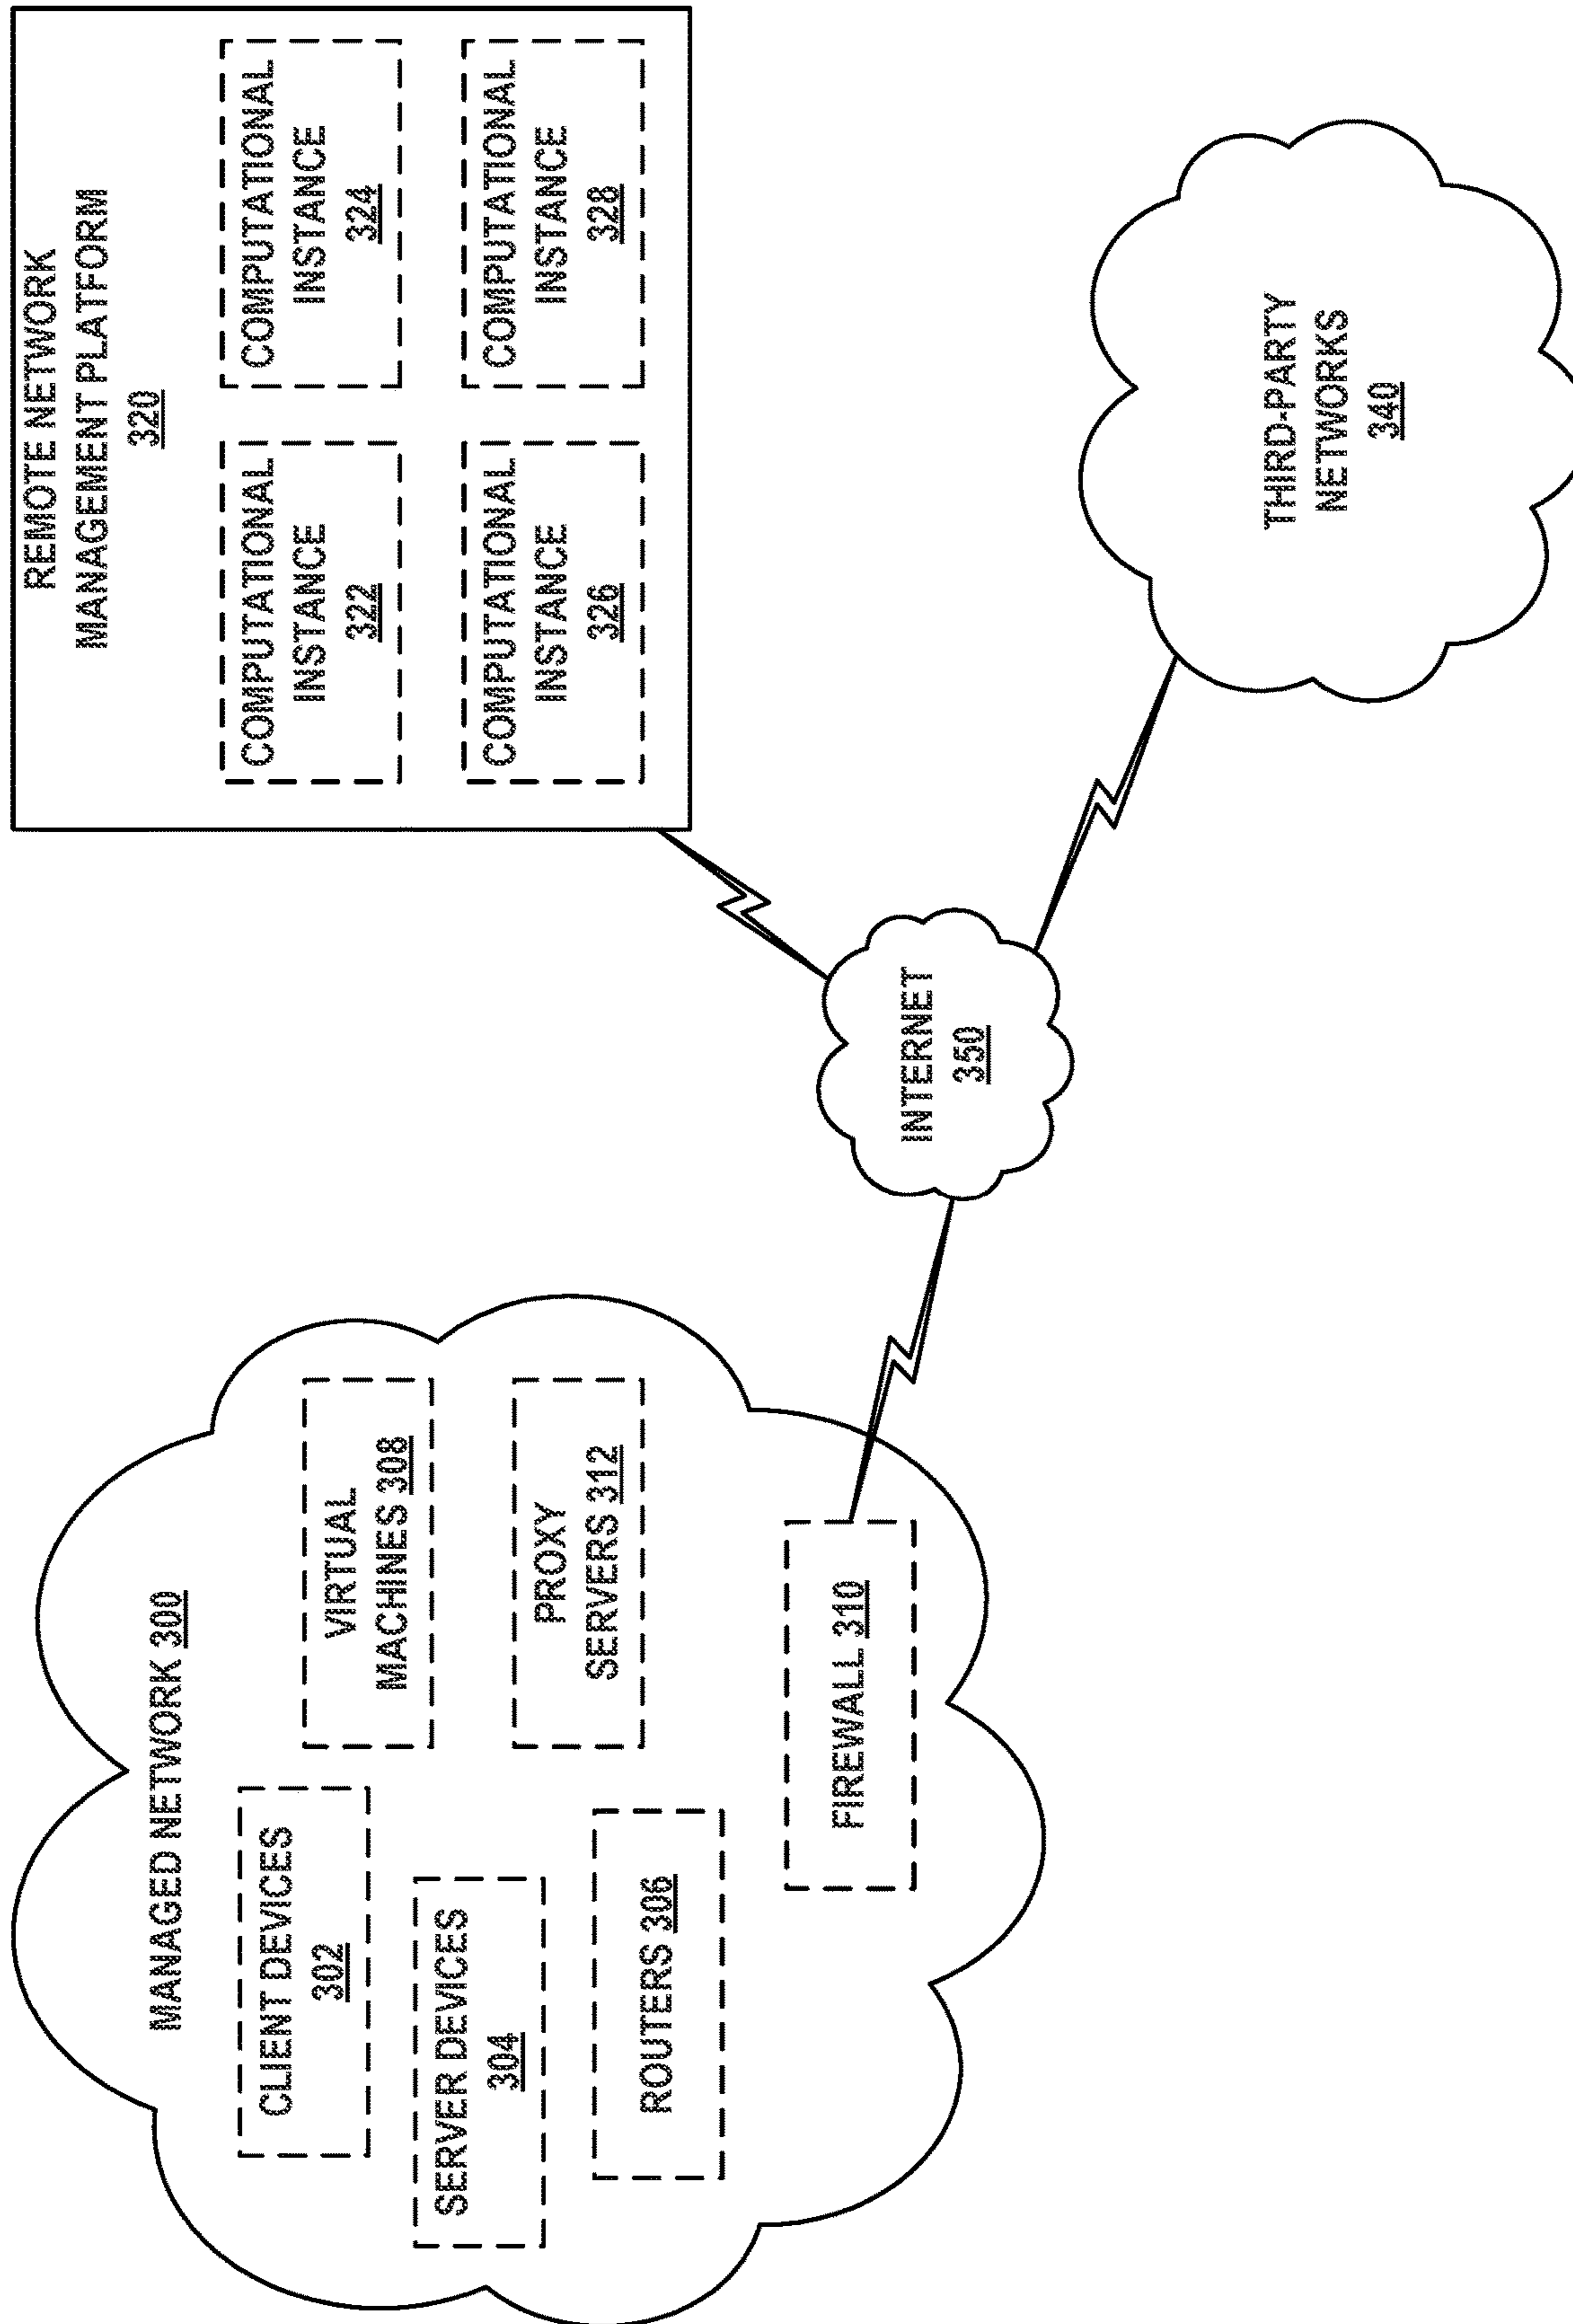 MANAGED NETWORK 300
CLIENT DEVICES
302
SERVER DEVICES
304
ROUTERS 306
VIRTUAL
MACHINES 308
PROXY
SERVERS 312
FIREWALL 310
INTERNET
350
REMOTE NETWORK
MANAGEMENT PLATFORM
320
COMPUTATIONAL
INSTANCE
322
COMPUTATIONAL
INSTANCE
324
COMPUTATIONAL
INSTANCE
326
COMPUTATIONAL
INSTANCE
328
THIRD-PARTY
NETWORKS
340